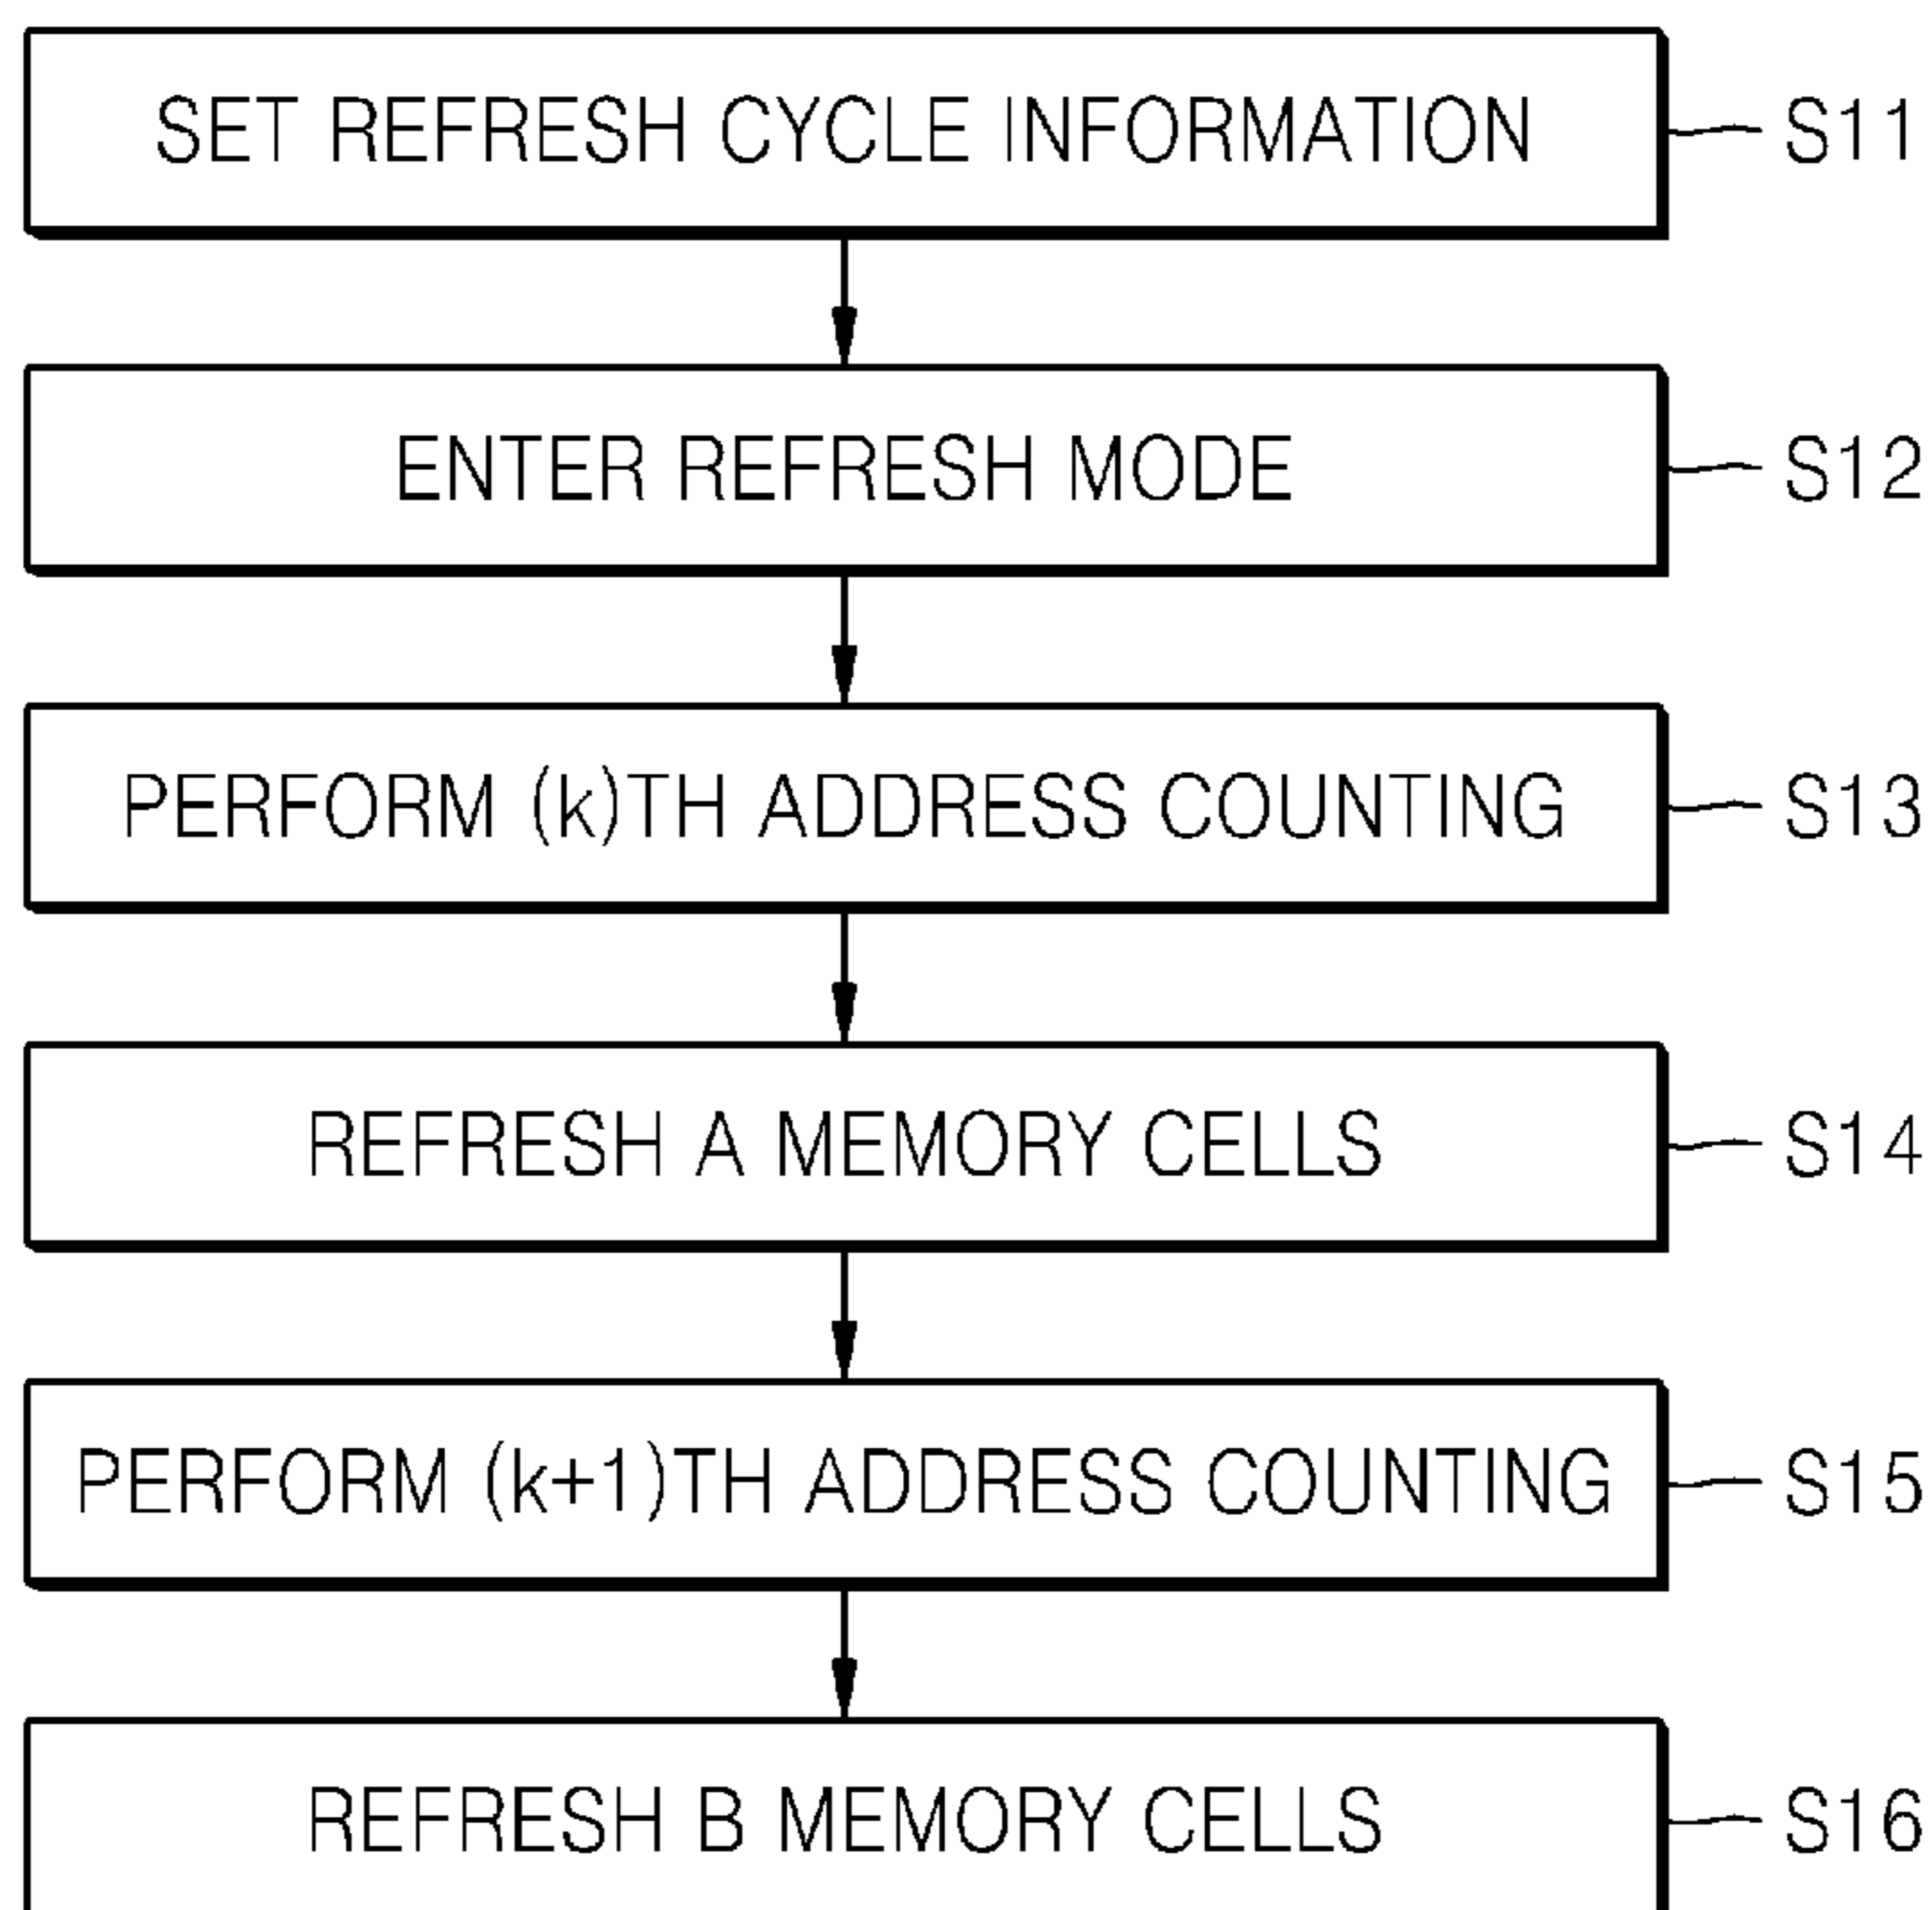 SET REFRESH CYCLE INFORMATION S11
ENTER REFRESH MODE S12
PERFORM (k)TH ADDRESS COUNTING S13
REFRESH A MEMORY CELLS S14
PERFORM (k+1)TH ADDRESS COUNTING S15
REFRESH B MEMORY CELLS S16